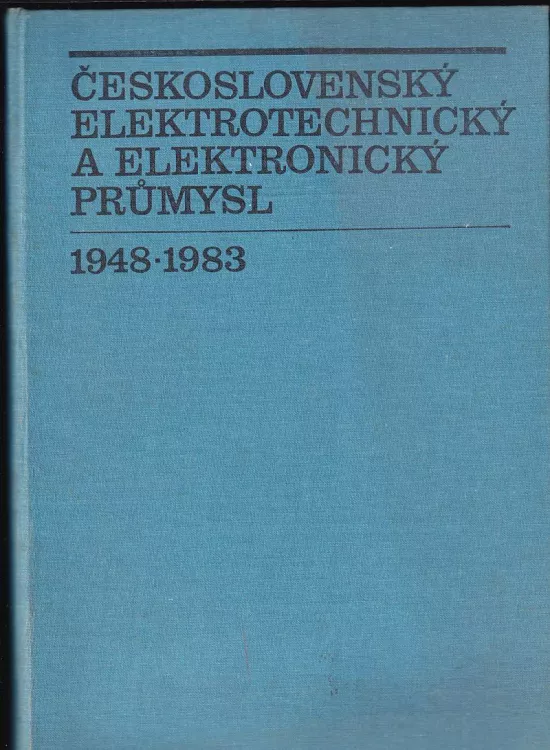 ČESKOSLOVENSKÝ
ELEKTROTECHNICKÝ
A ELEKTRONICKÝ
PRŮMYSL
1948·1983